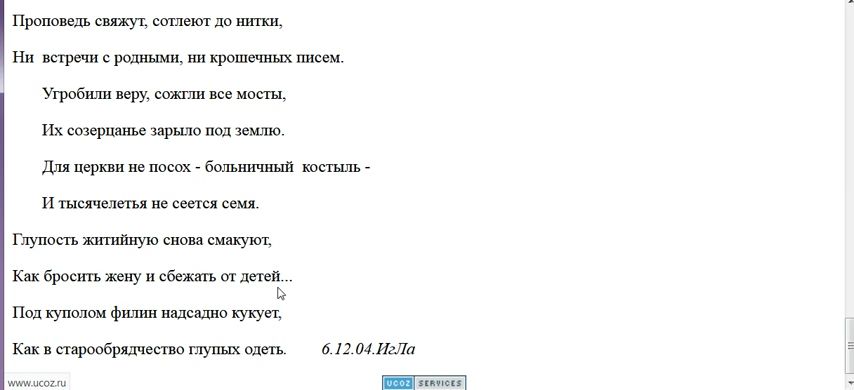 Проповедь свяжут, сотлеют до нитки,
Ни встречи с родными, ни крошечных писем.
Угробили веру, сожгли все мосты,
Их созерцанье зарыло под землю.
Для церкви не посох - больничный костыль -
И тысячелетья не сеется семя.
Глупость житийную снова смакуют,
Как бросить жену и сбежать от детей...
Под куполом филин надсадно кукует,
Как в старообрядчество глупых одеть. 6.12.04.ИгЛа
www.ucoz.ru
UCOZ SERVICES